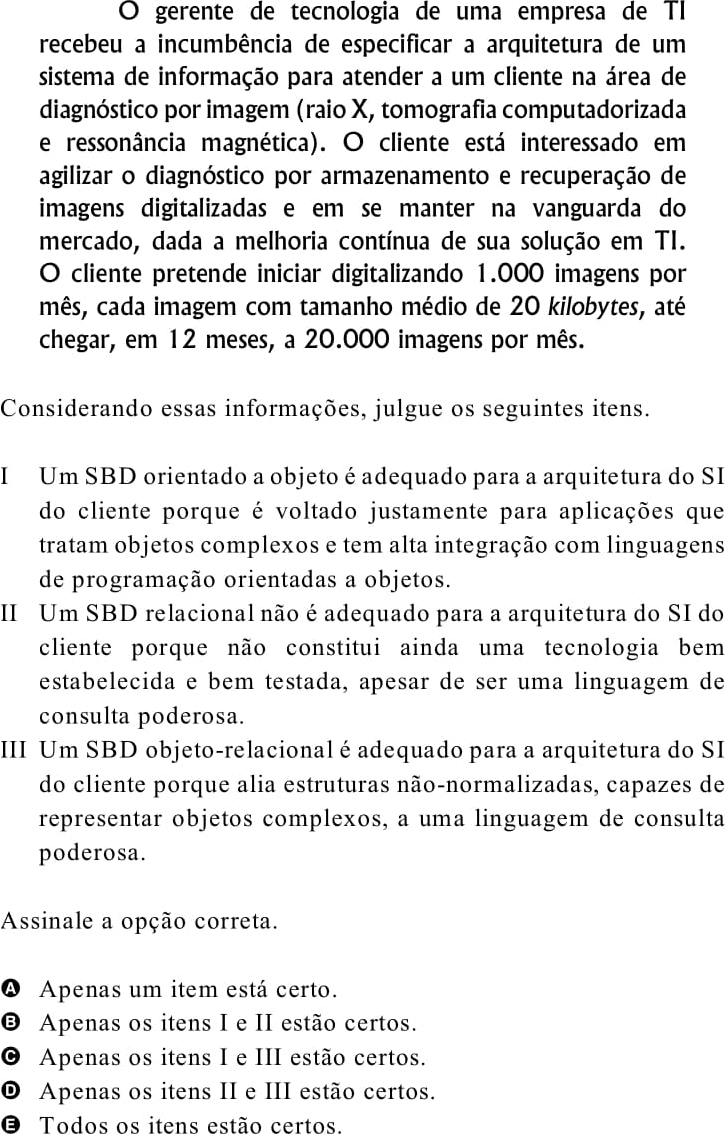 O gerente de tecnologia de uma empresa de TI
recebeu a incumbência de especificar a arquitetura de um
sistema de informação para atender a um cliente na área de
diagnóstico por imagem (raio X, tomografia computadorizada
e ressonância magnética). O cliente está interessado em
agilizar o diagnóstico por armazenamento e recuperação de
imagens digitalizadas e em se manter na vanguarda do
mercado, dada a melhoria contínua de sua solução em TI.
O cliente pretende iniciar digitalizando 1.000 imagens por
mês, cada imagem com tamanho médio de 20 kilobytes, até
chegar, em 12 meses, a 20.000 imagens por mês.
Considerando essas informações, julgue os seguintes itens.
I Um SBD orientado a objeto é adequado para a arquitetura do SI
do cliente porque é voltado justamente para aplicações que
tratam objetos complexos e tem alta integração com linguagens
de programação orientadas a objetos.
II Um SBD relacional não é adequado para a arquitetura do SI do
cliente porque não constitui ainda uma tecnologia bem
estabelecida e bem testada, apesar de ser uma linguagem de
consulta poderosa.
III Um SBD objeto-relacional é adequado para a arquitetura do SI
do cliente porque alia estruturas não-normalizadas, capazes de
representar objetos complexos, a uma linguagem de consulta
poderosa.
Assinale a opção correta.
A Apenas um item está certo.
B Apenas os itens I e II estão certos.
C Apenas os itens I e III estão certos.
D Apenas os itens II e III estão certos.
E Todos os itens estão certos.